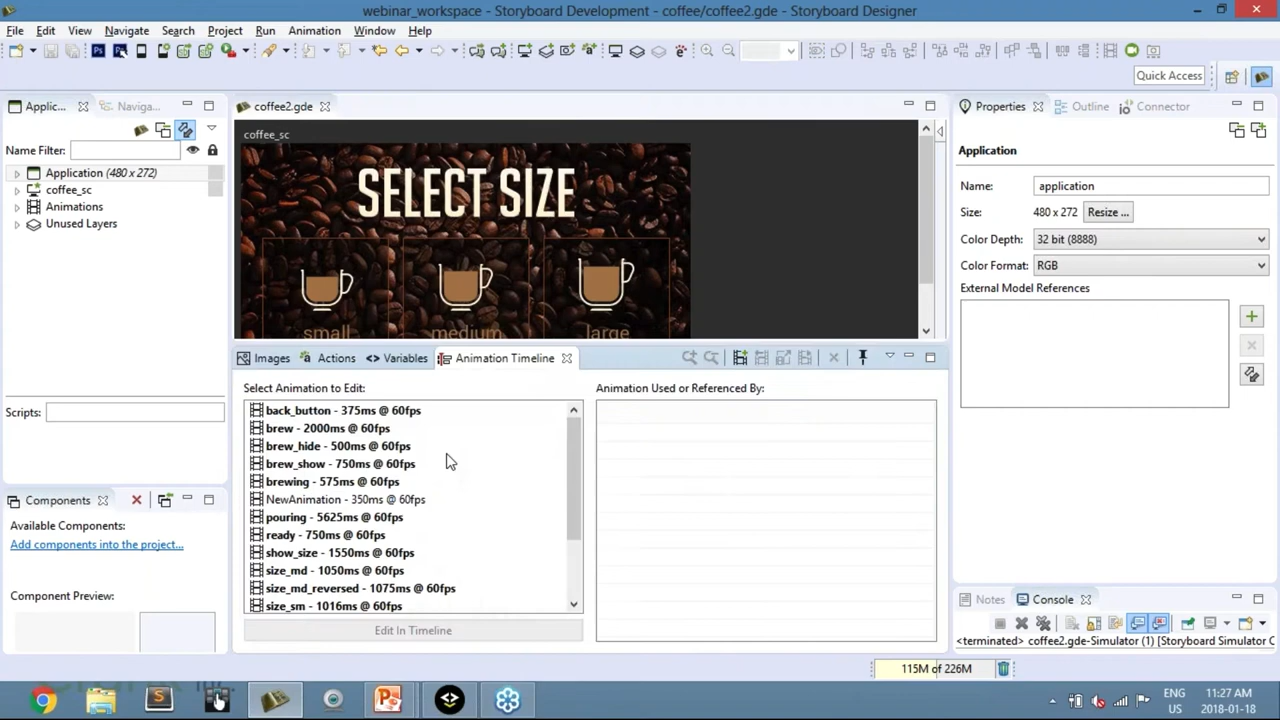 webinar_workspace - Storyboard Development - coffee/coffee2.gde - Storyboard Designer
File Edit View Navigate Search Project Run Animation Window Help
Quick Access
Applic... Naviga...
Name Filter:
Application (480 x 272)
coffee_sc
Animations
Unused Layers
Scripts:
Components
Available Components:
Add components into the project...
Component Preview:
coffee2.gde
coffee_sc
SELECT SIZE
small medium large
Images Actions Variables Animation Timeline
Select Animation to Edit:
back_button - 375ms @ 60fps
brew - 2000ms @ 60fps
brew_hide - 500ms @ 60fps
brew_show - 750ms @ 60fps
brewing - 575ms @ 60fps
NewAnimation - 350ms @ 60fps
pouring - 5625ms @ 60fps
ready - 750ms @ 60fps
show_size - 1550ms @ 60fps
size_md - 1050ms @ 60fps
size_md_reversed - 1075ms @ 60fps
size_sm - 1016ms @ 60fps
Edit In Timeline
Animation Used or Referenced By:
Properties Outline Connector
Application
Name: application
Size: 480 x 272 Resize ...
Color Depth: 32 bit (8888)
Color Format: RGB
External Model References
Notes Console
<terminated> coffee2.gde-Simulator (1) [Storyboard Simulator C
115M of 226M
ENG 11:27 AM
US 2018-01-18